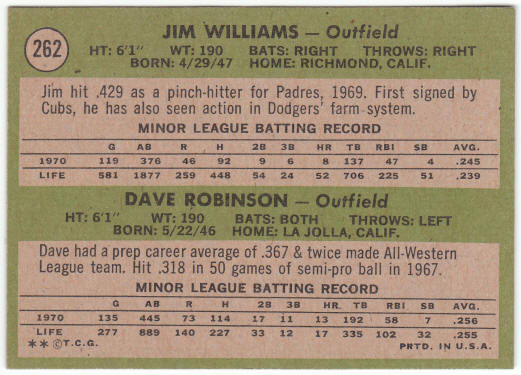 262
JIM WILLIAMS — Outfield
HT: 6'1" WT: 190 BATS: RIGHT THROWS: RIGHT
BORN: 4/29/47 HOME: RICHMOND, CALIF.
Jim hit .429 as a pinch-hitter for Padres, 1969. First signed by
Cubs, he has also seen action in Dodgers' farm system.
MINOR LEAGUE BATTING RECORD
G AB R H 2B 3B HR TB RBI SB AVG.
1970 119 376 46 92 9 6 8 137 47 4 .245
LIFE 581 1877 259 448 54 24 52 706 225 51 .239
DAVE ROBINSON — Outfield
HT: 6'1" WT: 190 BATS: BOTH THROWS: LEFT
BORN: 5/22/46 HOME: LA JOLLA, CALIF.
Dave had a prep career average of .367 & twice made All-Western
League team. Hit .318 in 50 games of semi-pro ball in 1967.
MINOR LEAGUE BATTING RECORD
G AB R H 2B 3B HR. TB RBI SB AVG.
1970 135 445 73 114 17 11 13 192 58 7 .256
LIFE 277 889 140 227 33 12 17 335 102 32 .255
** © T.C.G. PRTD. IN U.S.A.